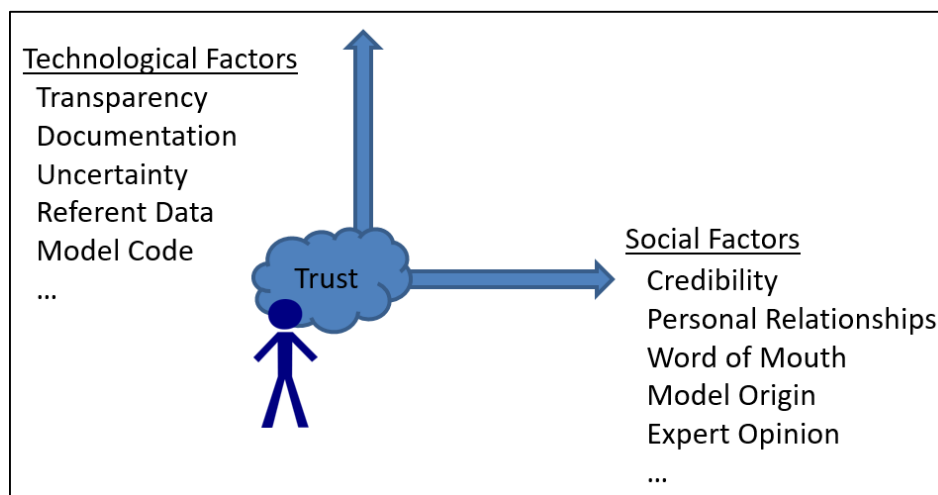 Technological Factors
Transparency
Documentation
Uncertainty
Referent Data
Model Code
...
Trust
Social Factors
Credibility
Personal Relationships
Word of Mouth
Model Origin
Expert Opinion
...